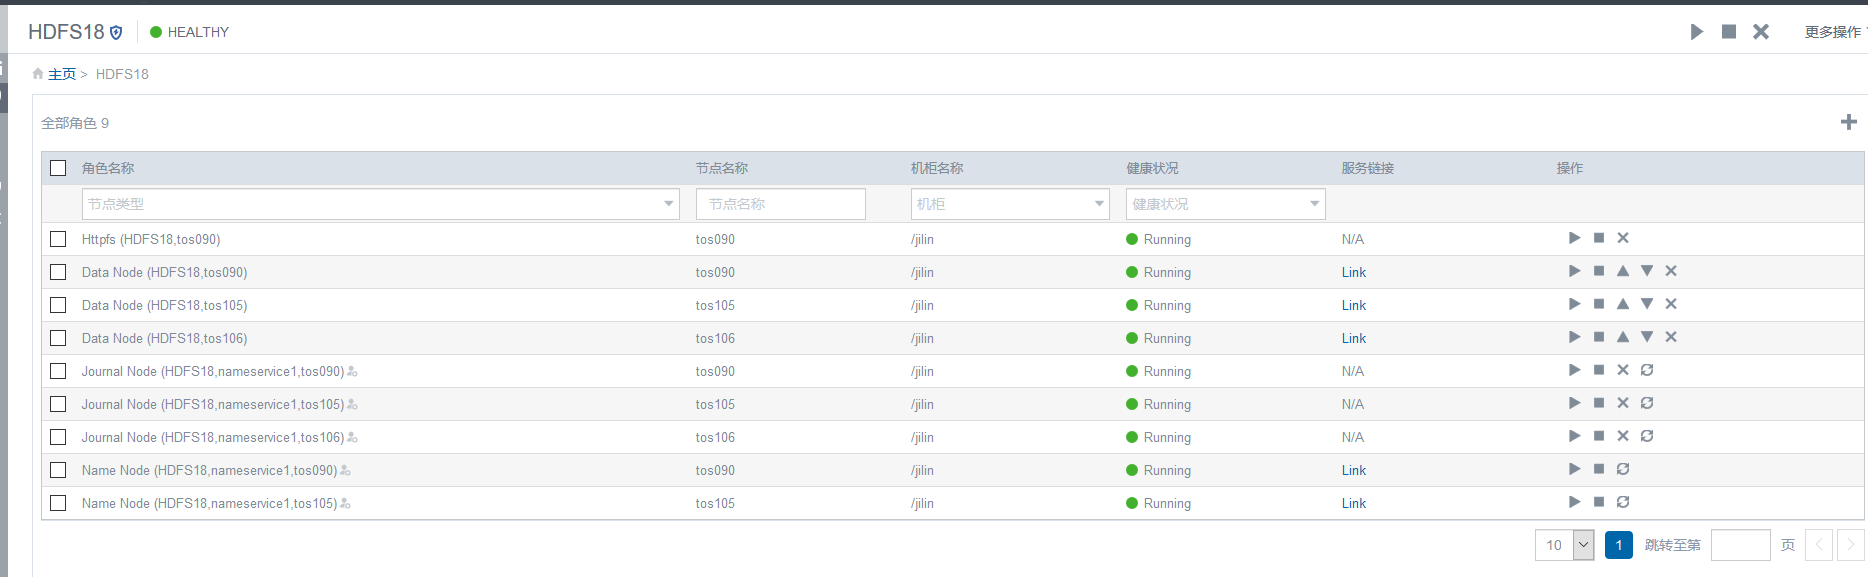 HDFS18 HEALTHY 更多操作
主页 > HDFS18
全部角色 9
角色名称 节点名称 机柜名称 健康状况 服务链接 操作
节点类型 节点名称 机柜 健康状况
Httpfs (HDFS18,tos090) tos090 /jilin Running N/A
Data Node (HDFS18,tos090) tos090 /jilin Running Link
Data Node (HDFS18,tos105) tos105 /jilin Running Link
Data Node (HDFS18,tos106) tos106 /jilin Running Link
Journal Node (HDFS18,nameservice1,tos090) tos090 /jilin Running N/A
Journal Node (HDFS18,nameservice1,tos105) tos105 /jilin Running N/A
Journal Node (HDFS18,nameservice1,tos106) tos106 /jilin Running N/A
Name Node (HDFS18,nameservice1,tos090) tos090 /jilin Running Link
Name Node (HDFS18,nameservice1,tos105) tos105 /jilin Running Link
10 1 跳转至第 页